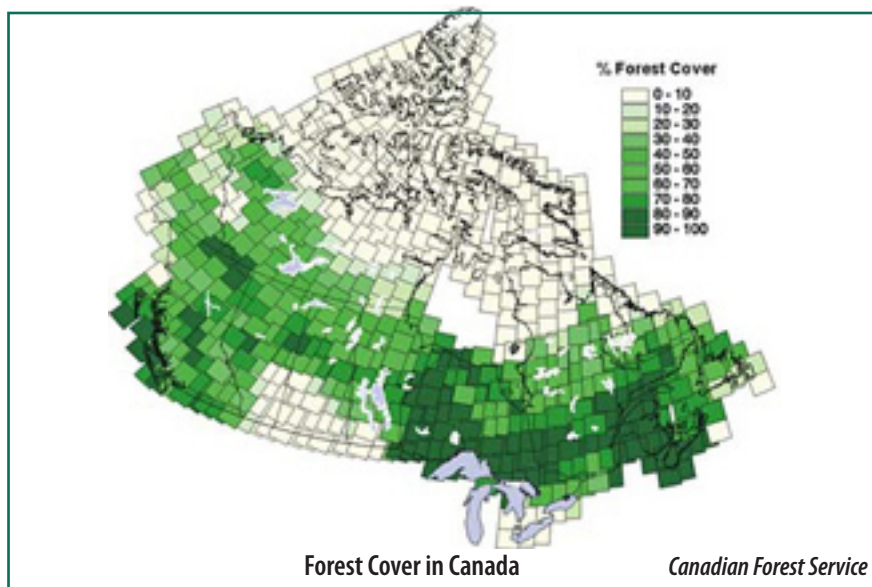 % Forest Cover
0 - 10
10 - 20
20 - 30
30 - 40
40 - 50
50 - 60
60 - 70
70 - 80
80 - 90
90 - 100
Forest Cover in Canada
Canadian Forest Service